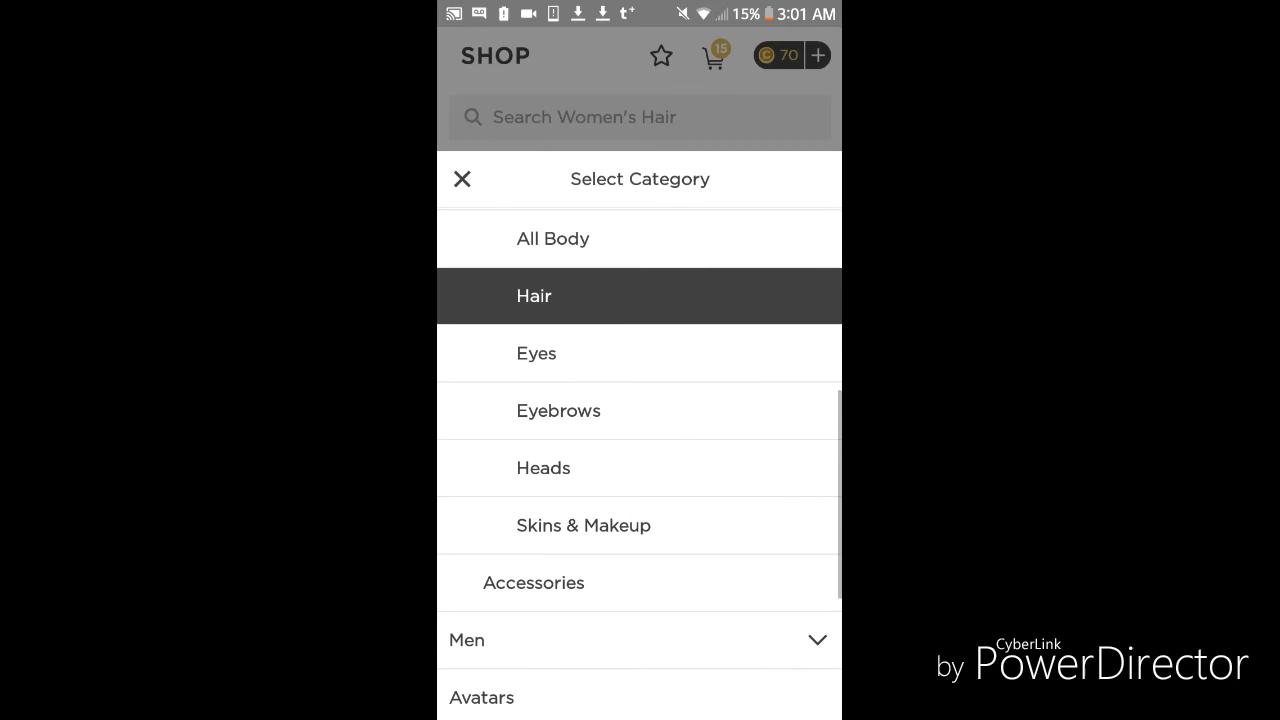 15% 3:01 AM
SHOP
15
70
Search Women's Hair
Select Category
All Body
Hair
Eyes
Eyebrows
Heads
Skins & Makeup
Accessories
Men
Avatars
CyberLink
by PowerDirector